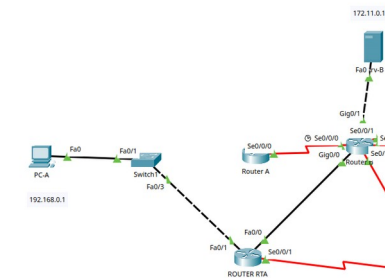 172.11.0.1
Fa0
rv-B
Gig0/1
Se0/0/1
Se0/0/0
Se0/0/0
Gig0/0
Se0/
Router A
Fa0
Fa0/1
PC-A
Switch1
Fa0/3
192.168.0.1
Fa0/0
Fa0/1
Se0/0/1
ROUTER RTA